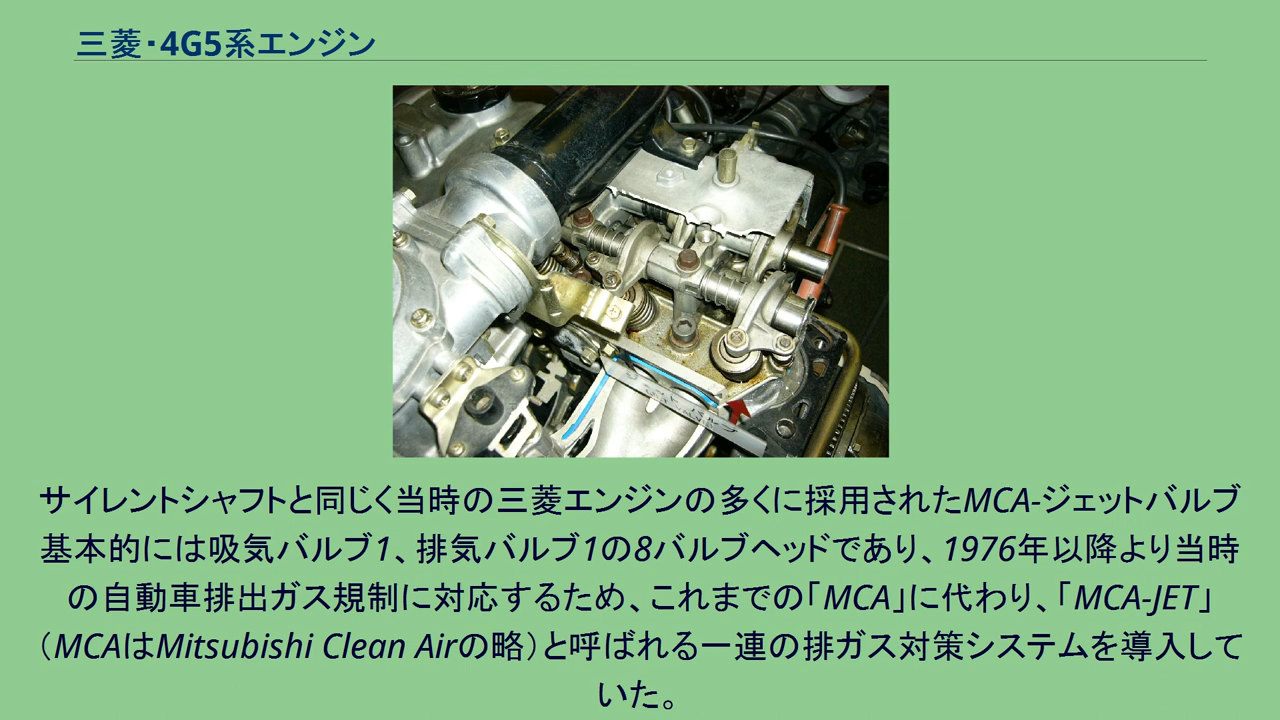 三菱・4G5系エンジン
サイレントシャフトと同じく当時の三菱エンジンの多くに採用されたMCA-ジェットバルブ
基本的には吸気バルブ1、排気バルブ1の8バルブヘッドであり、1976年以降より当時
の自動車排出ガス規制に対応するため、これまでの「MCA」に代わり、「MCA-JET」
（MCAはMitsubishi Clean Airの略）と呼ばれる一連の排ガス対策システムを導入して
いた。